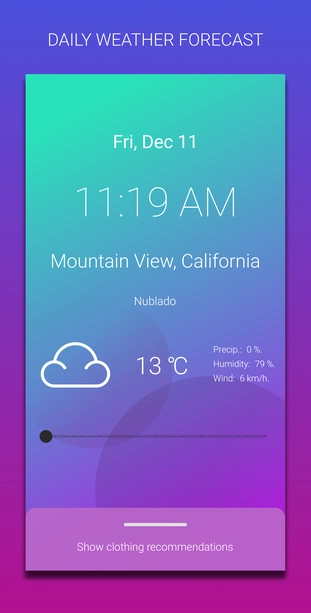 DAILY WEATHER FORECAST
Fri, Dec 11
11:19 AM
Mountain View, California
Nublado
13 ℃
Precip.: 0 %.
Humidity: 79 %.
Wind: 6 km/h.
Show clothing recommendations